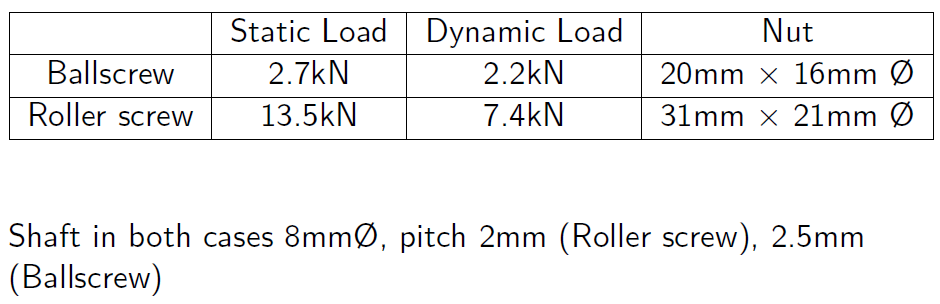 Static Load Dynamic Load Nut
Ballscrew 2.7kN 2.2kN 20mm × 16mm Ø
Roller screw 13.5kN 7.4kN 31mm × 21mm Ø
Shaft in both cases 8mmØ, pitch 2mm (Roller screw), 2.5mm
(Ballscrew)